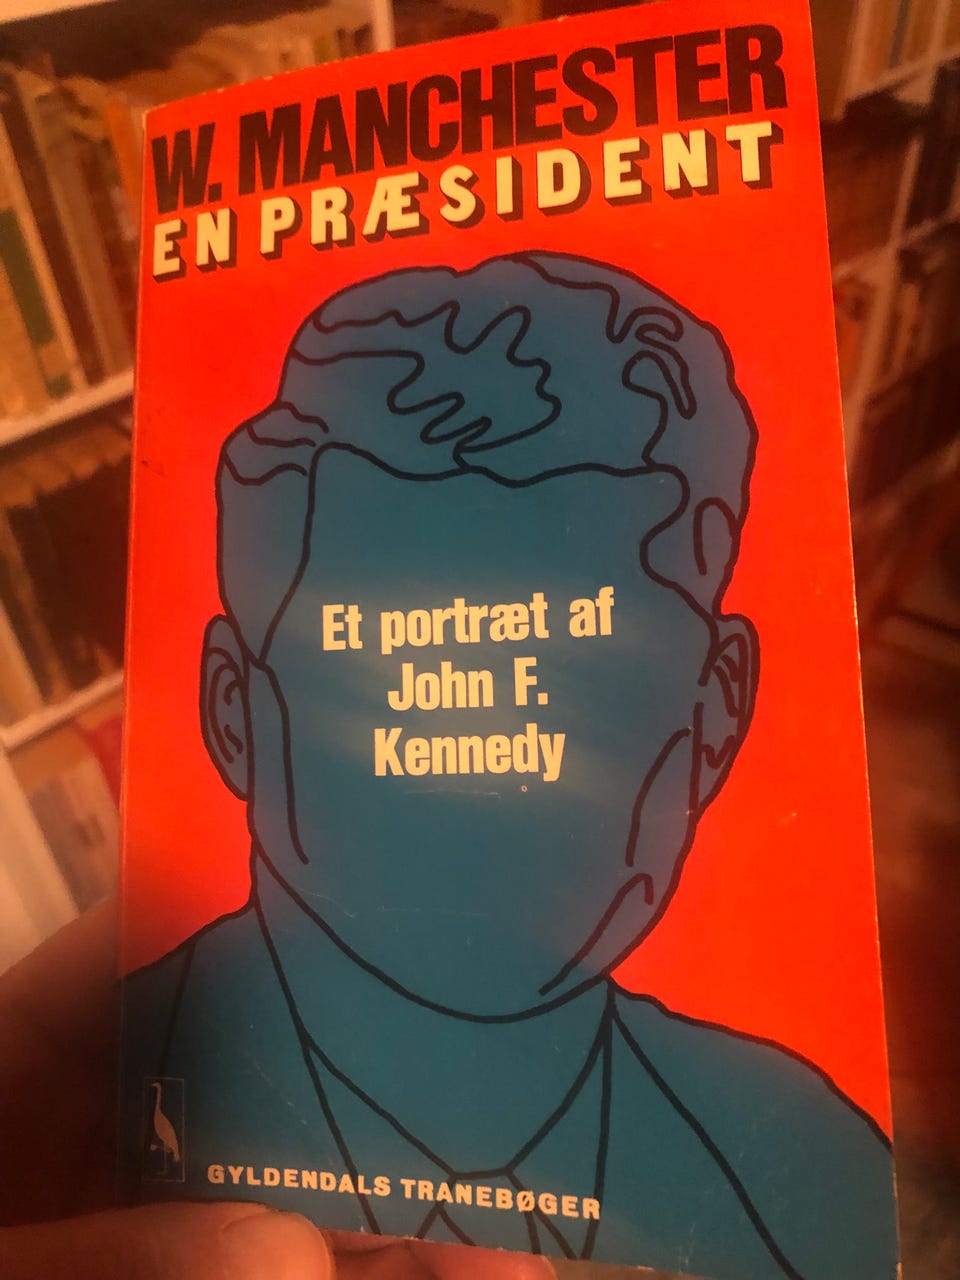 W. MANCHESTER
EN PRÆSIDENT
Et portræt af
John F.
Kennedy
GYLDENDALS TRANEBØGER